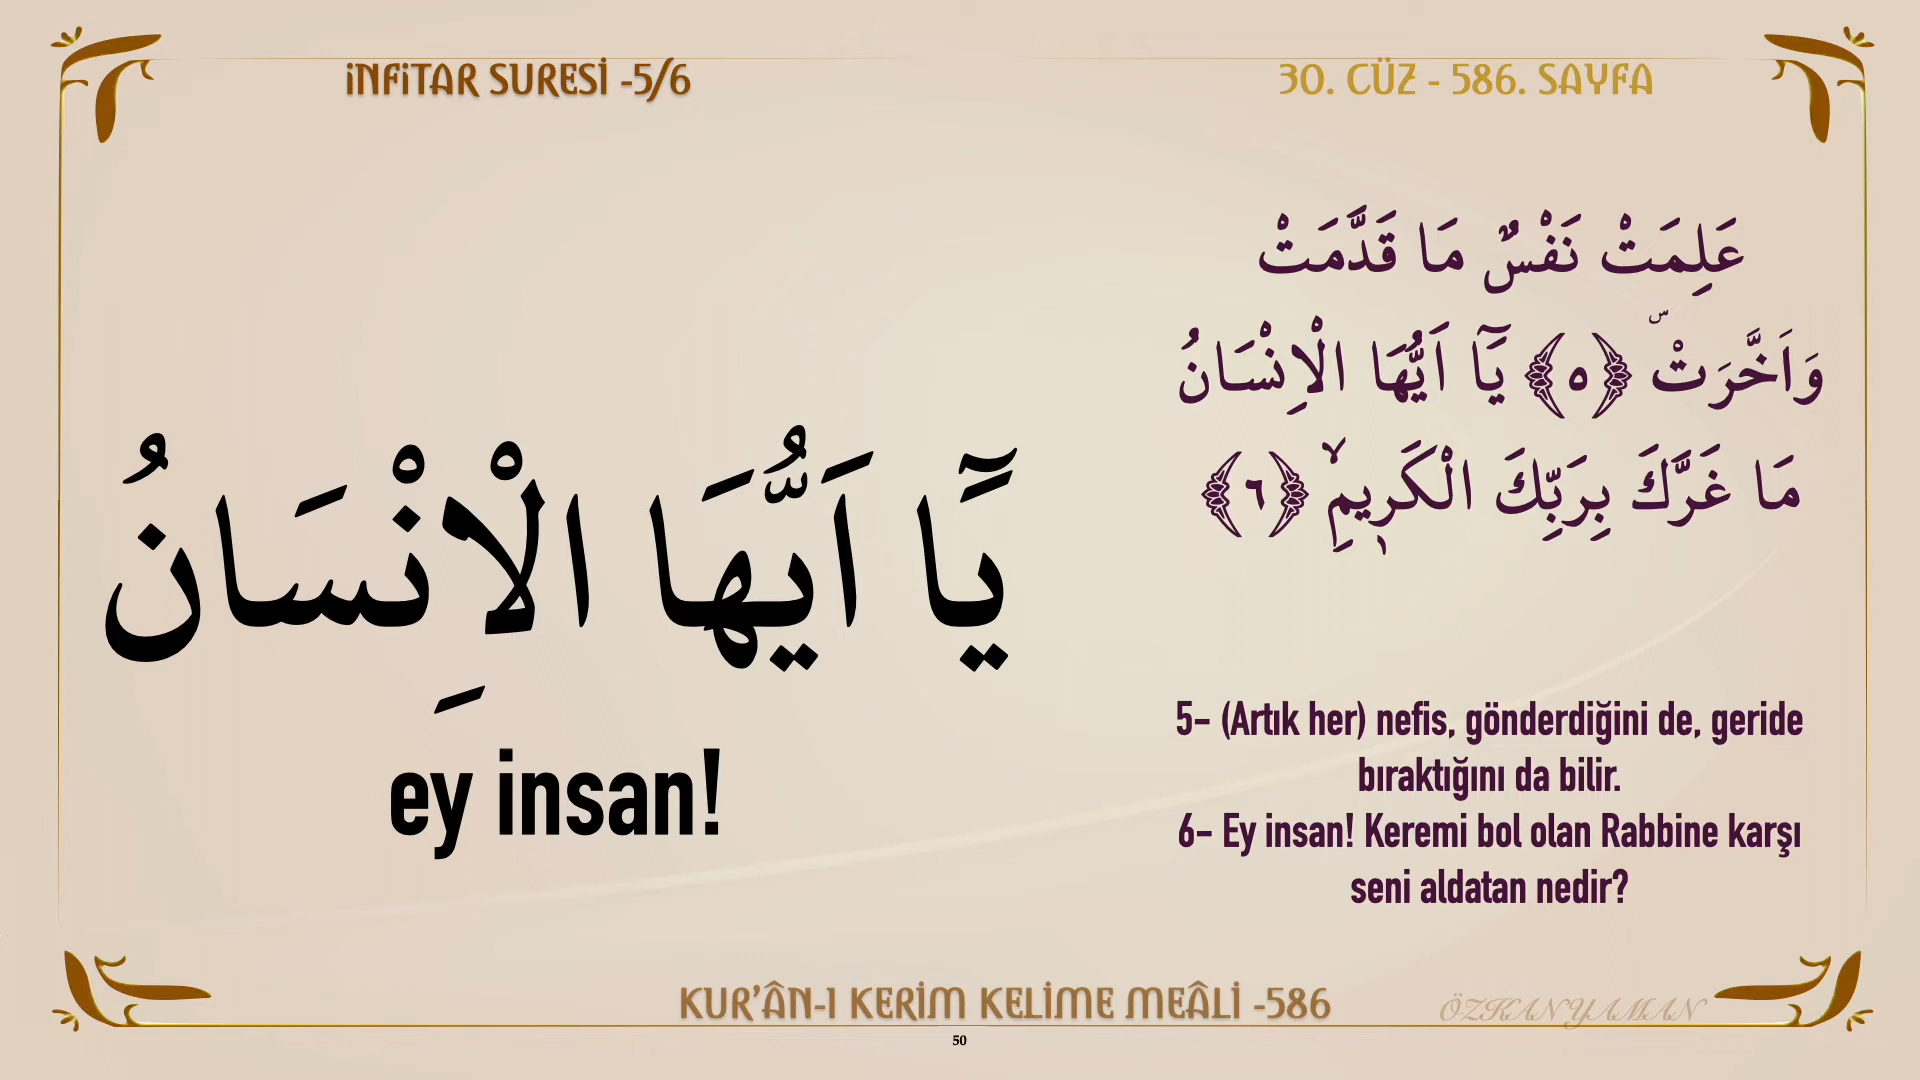 İNFİTAR SURESİ -5/6
30. CÜZ - 586. SAYFA
عَلِمَتْ نَفْسٌ مَا قَدَّمَتْ
وَاَخَّرَتْۜ ﴿٥﴾ يَٓا اَيُّهَا الْاِنْسَانُ
مَا غَرَّكَ بِرَبِّكَ الْكَر۪يمِۙ ﴿٦﴾
يَٓا اَيُّهَا الْاِنْسَانُ
ey insan!
5– (Artık her) nefis, gönderdiğini de, geride
bıraktığını da bilir.
6– Ey insan! Keremi bol olan Rabbine karşı
seni aldatan nedir?
KUR’ÂN-I KERİM KELİME MEÂLİ -586
ÖZKAN YAMAN
50